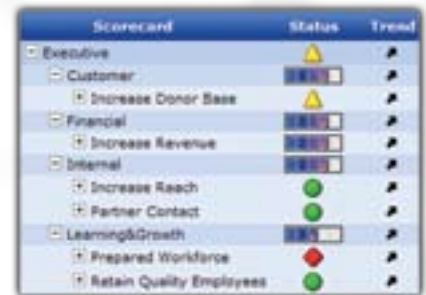 Scorecard Status Trend
Executive
Customer
Increase Donor Base
Financial
Increase Revenue
Internal
Increase Reach
Partner Contact
Learning&Growth
Prepared Workforce
Retain Quality Employees